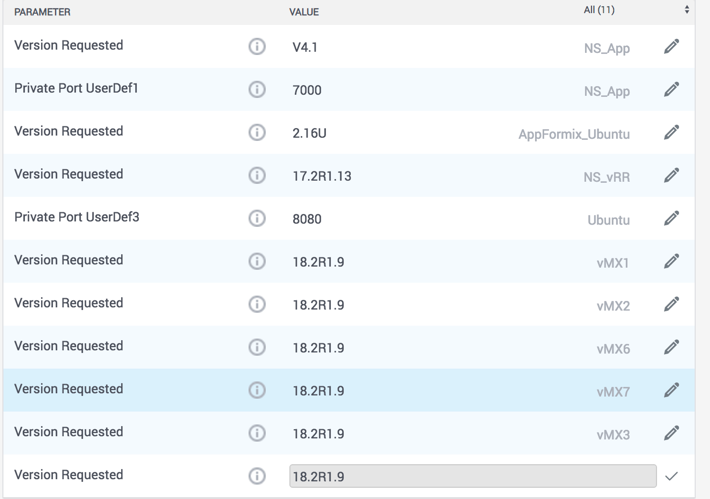 PARAMETER VALUE All (11)
Version Requested V4.1 NS_App
Private Port UserDef1 7000 NS_App
Version Requested 2.16U AppFormix_Ubuntu
Version Requested 17.2R1.13 NS_vRR
Private Port UserDef3 8080 Ubuntu
Version Requested 18.2R1.9 vMX1
Version Requested 18.2R1.9 vMX2
Version Requested 18.2R1.9 vMX6
Version Requested 18.2R1.9 vMX7
Version Requested 18.2R1.9 vMX3
Version Requested 18.2R1.9